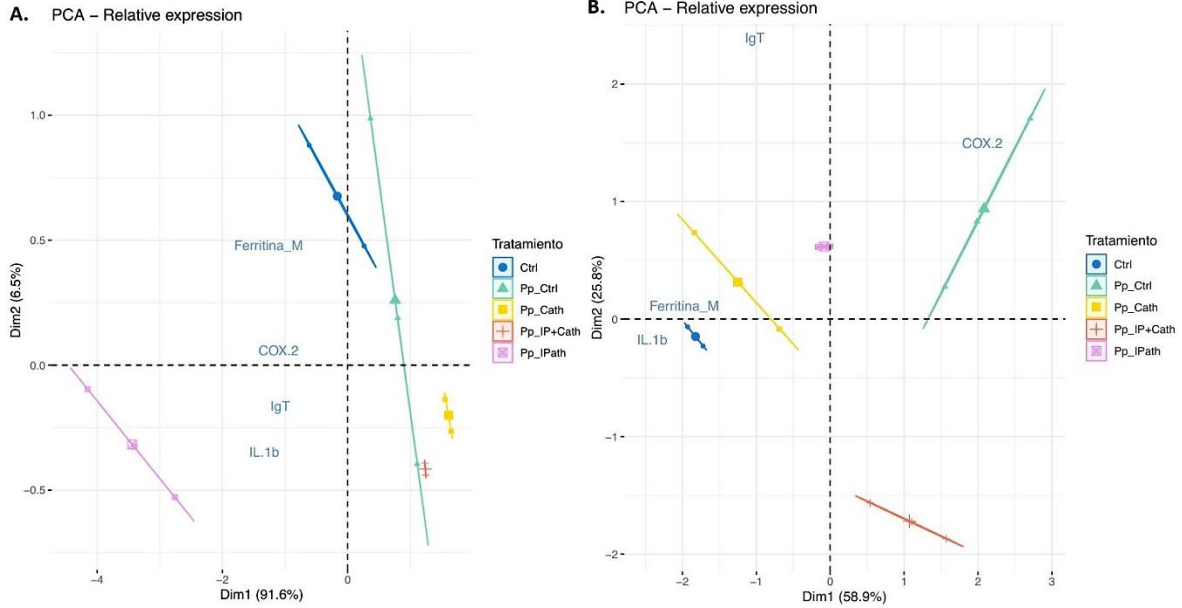 A.
PCA – Relative expression
1.0
0.5
0.0
−0.5
Dim2 (6.5%)
Ferritina_M
COX.2
IgT
IL.1b
−4
−2
0
Dim1 (91.6%)
Tratamiento
Ctrl
Pp_Ctrl
Pp_Cath
Pp_IP+Cath
Pp_IPath
B.
PCA – Relative expression
2
1
0
−1
−2
Dim2 (25.8%)
IgT
COX.2
Ferritina_M
IL.1b
−2
−1
0
1
2
3
Dim1 (58.9%)
Tratamiento
Ctrl
Pp_Ctrl
Pp_Cath
Pp_IP+Cath
Pp_IPath